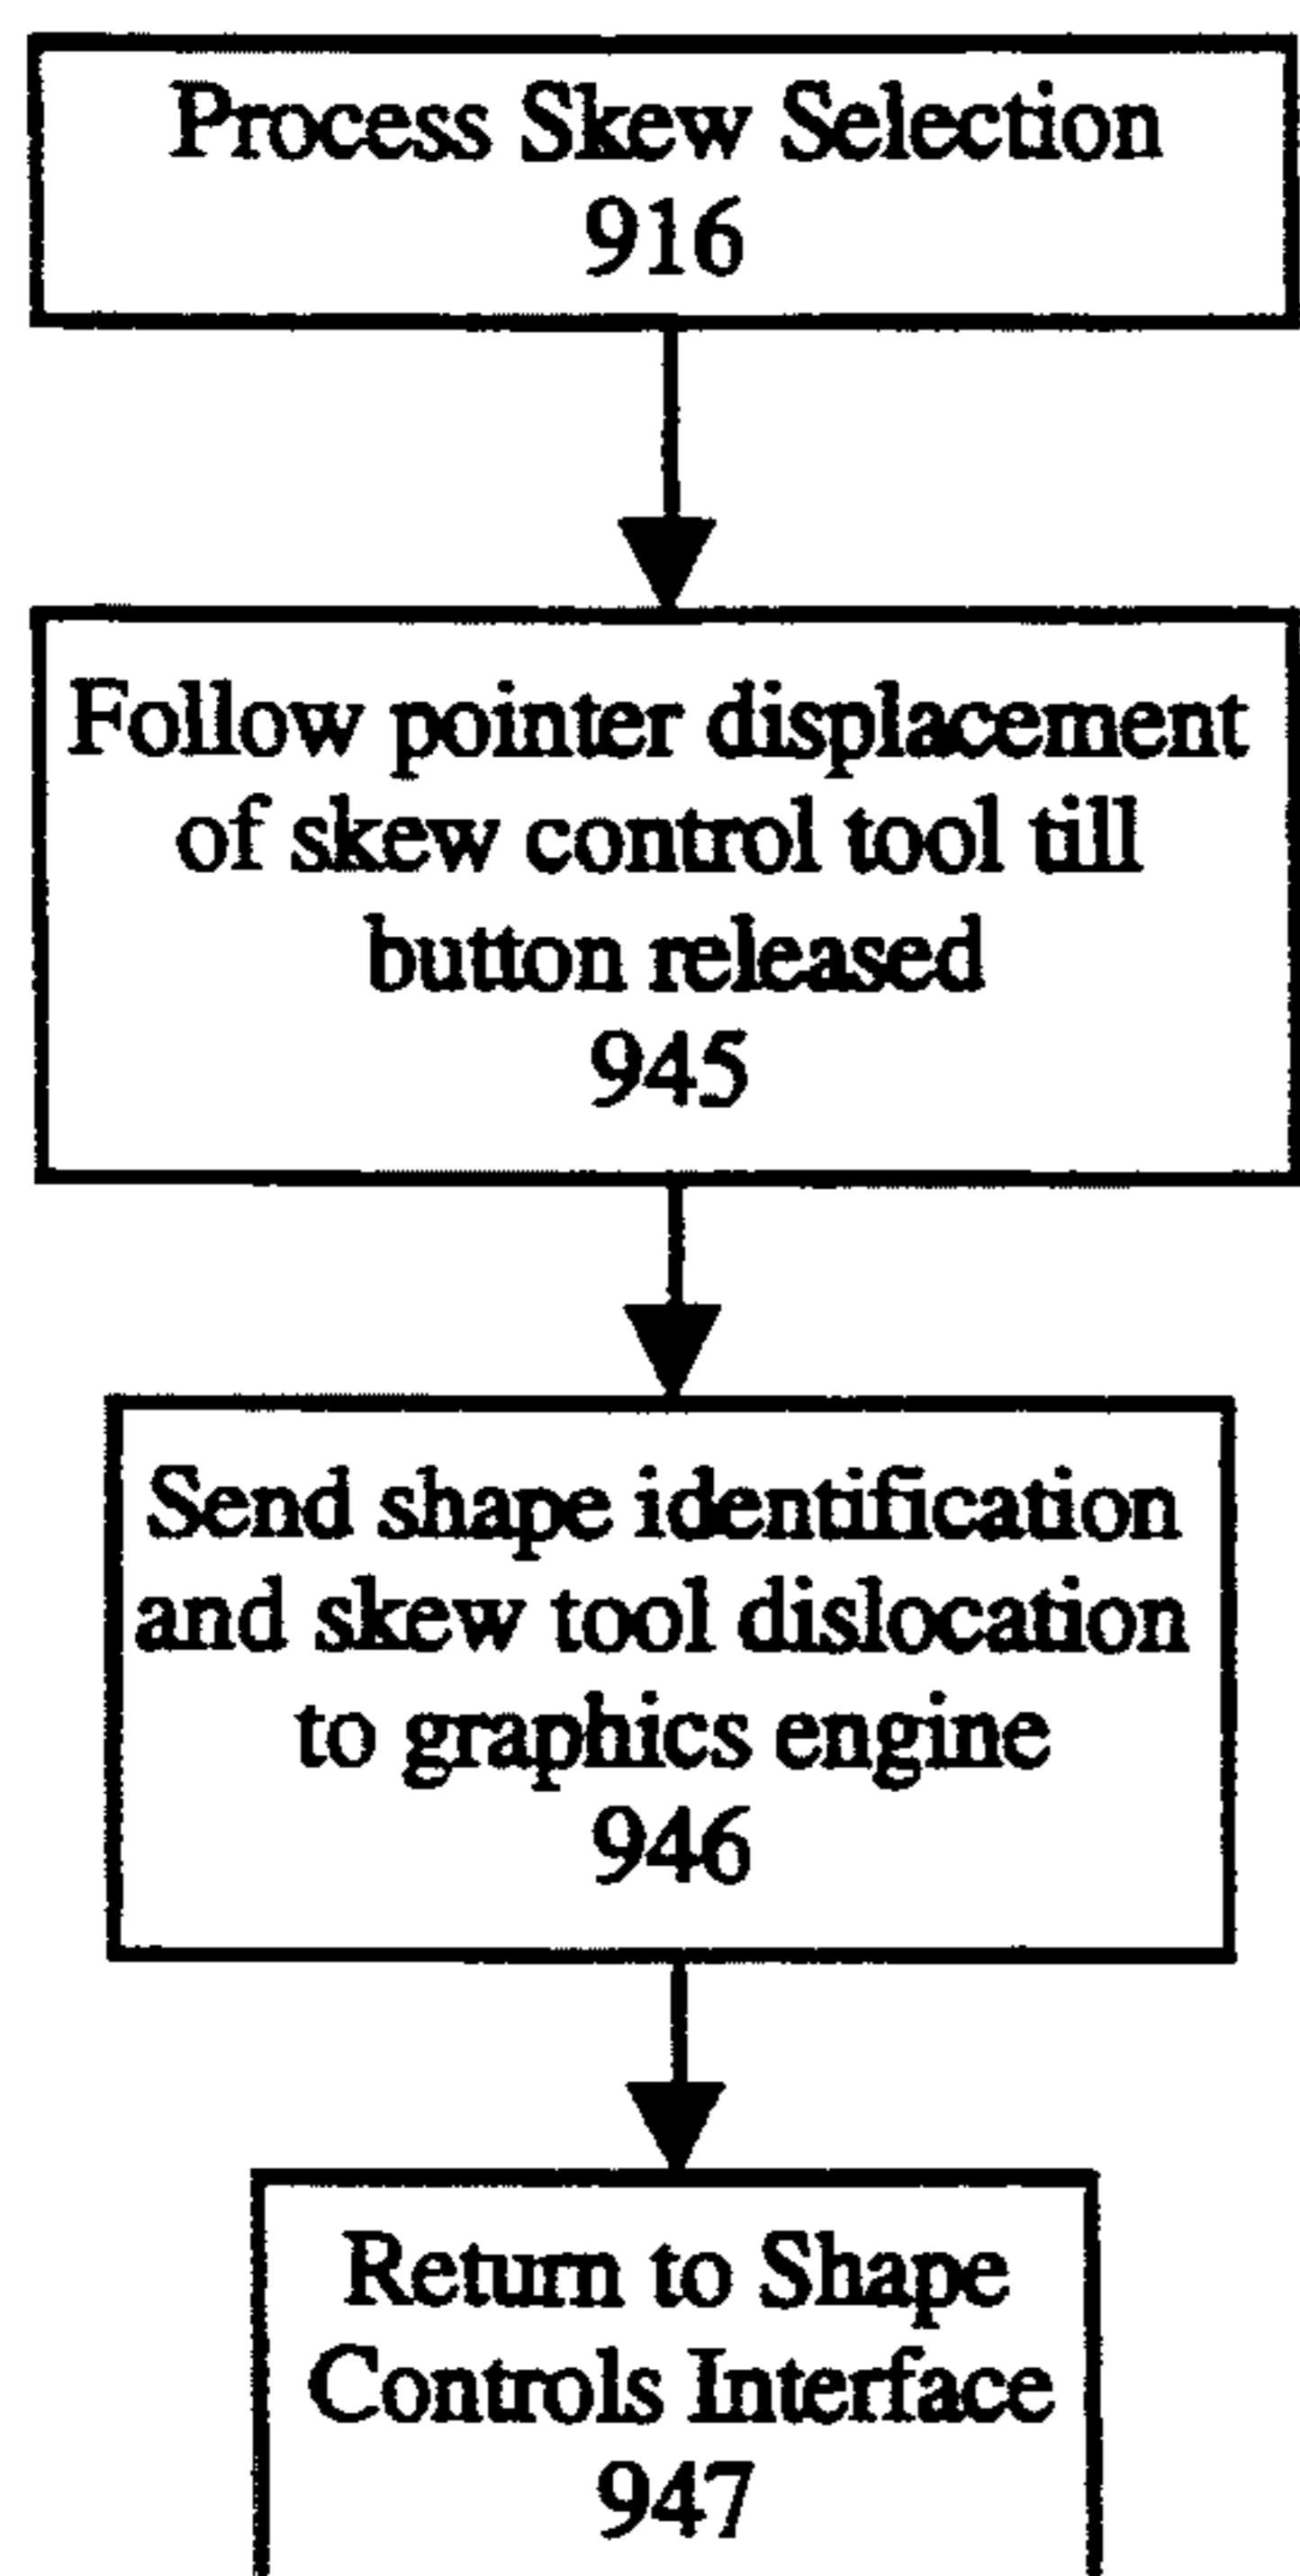 Process Skew Selection
916
Follow pointer displacement
of skew control tool till
button released
945
Send shape identification
and skew tool dislocation
to graphics engine
946
Return to Shape
Controls Interface
947